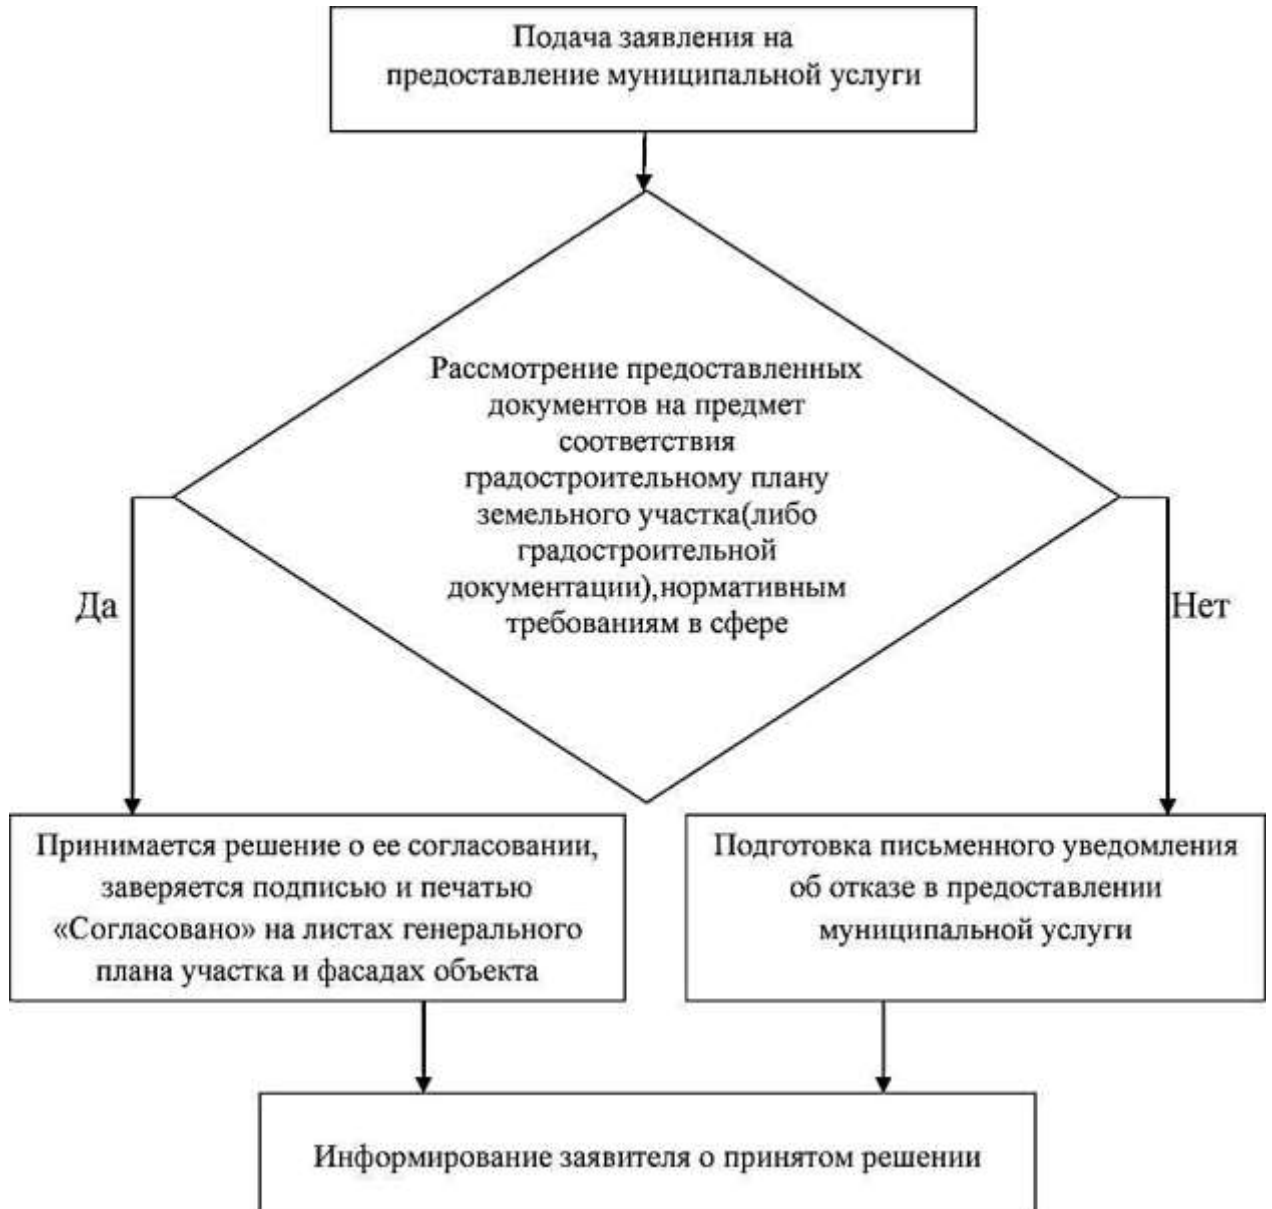 Подача заявления на
предоставление муниципальной услуги
Рассмотрение предоставленных
документов на предмет
соответствия
градостроительному плану
земельного участка(либо
градостроительной
документации),нормативным
требованиям в сфере
Да
Нет
Принимается решение о ее согласовании,
заверяется подписью и печатью
«Согласовано» на листах генерального
плана участка и фасадах объекта
Подготовка письменного уведомления
об отказе в предоставлении
муниципальной услуги
Информирование заявителя о принятом решении